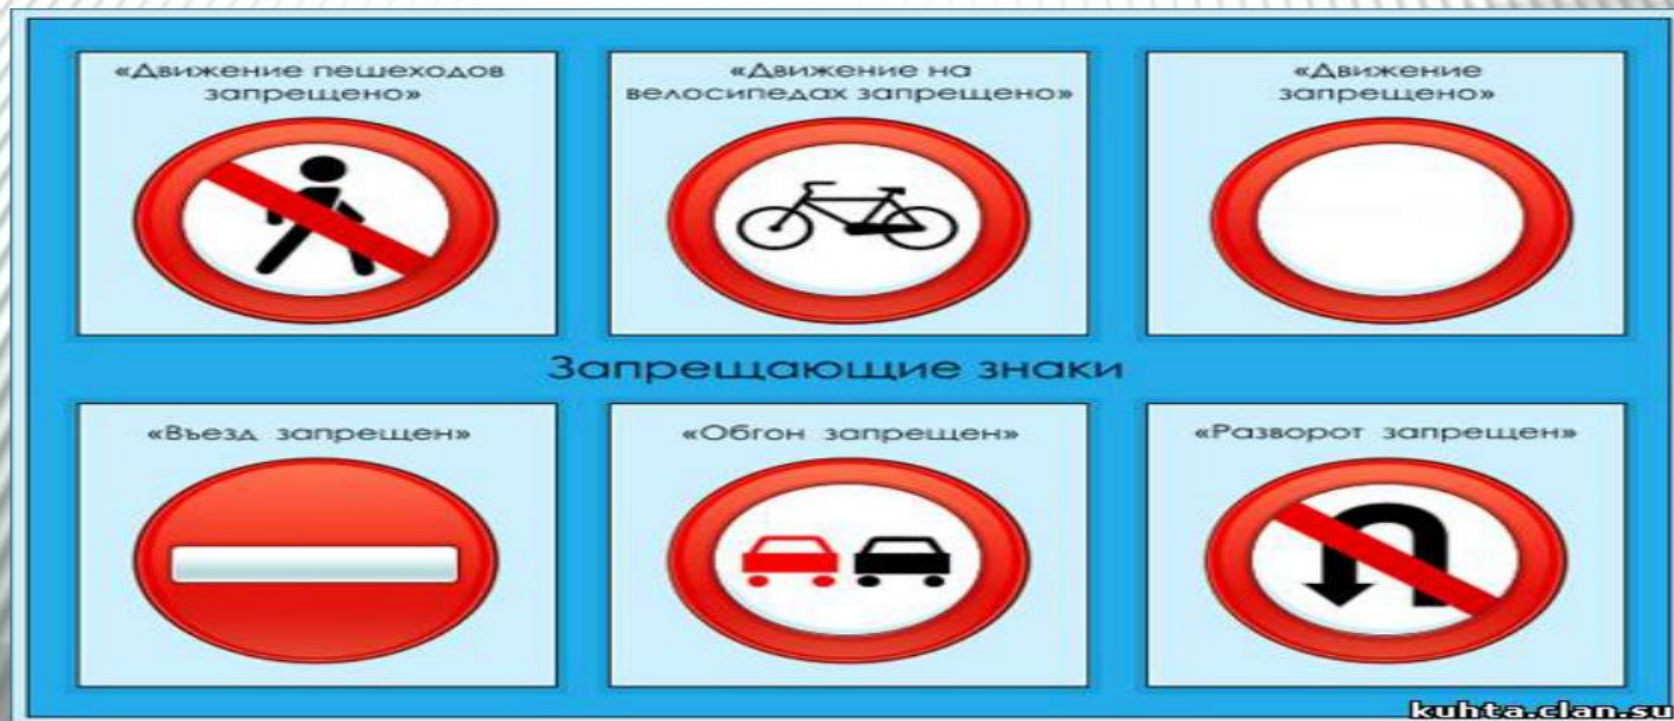 «Движение пешеходов
запрещено»
«Движение на
велосипедах запрещено»
«Движение
запрещено»
Запрещающие знаки
«Въезд запрещен»
«Обгон запрещен»
«Разворот запрещен»
kuhta.clan.su